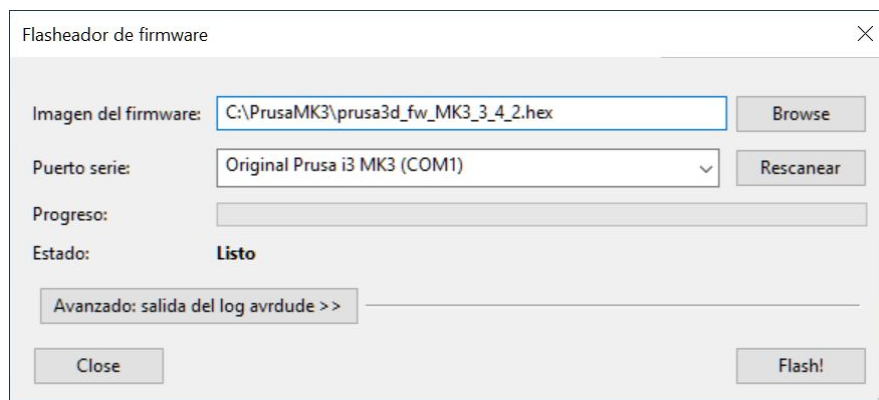 Flasheador de firmware
Imagen del firmware: C:\PrusaMK3\prusa3d_fw_MK3_3_4_2.hex Browse
Puerto serie: Original Prusa i3 MK3 (COM1) Rescanear
Progreso:
Estado: Listo
Avanzado: salida del log avrdude >>
Close Flash!